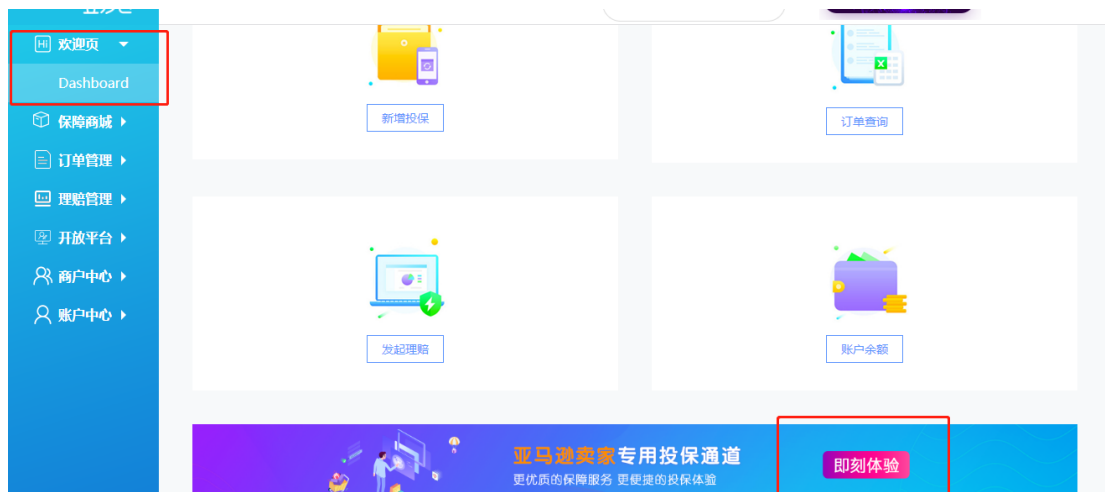 HI 欢迎页
Dashboard
保障商城
订单管理
理赔管理
开放平台
商户中心
账户中心
新增投保
订单查询
发起理赔
账户余额
亚马逊卖家专用投保通道
更优质的保障服务 更便捷的投保体验
即刻体验